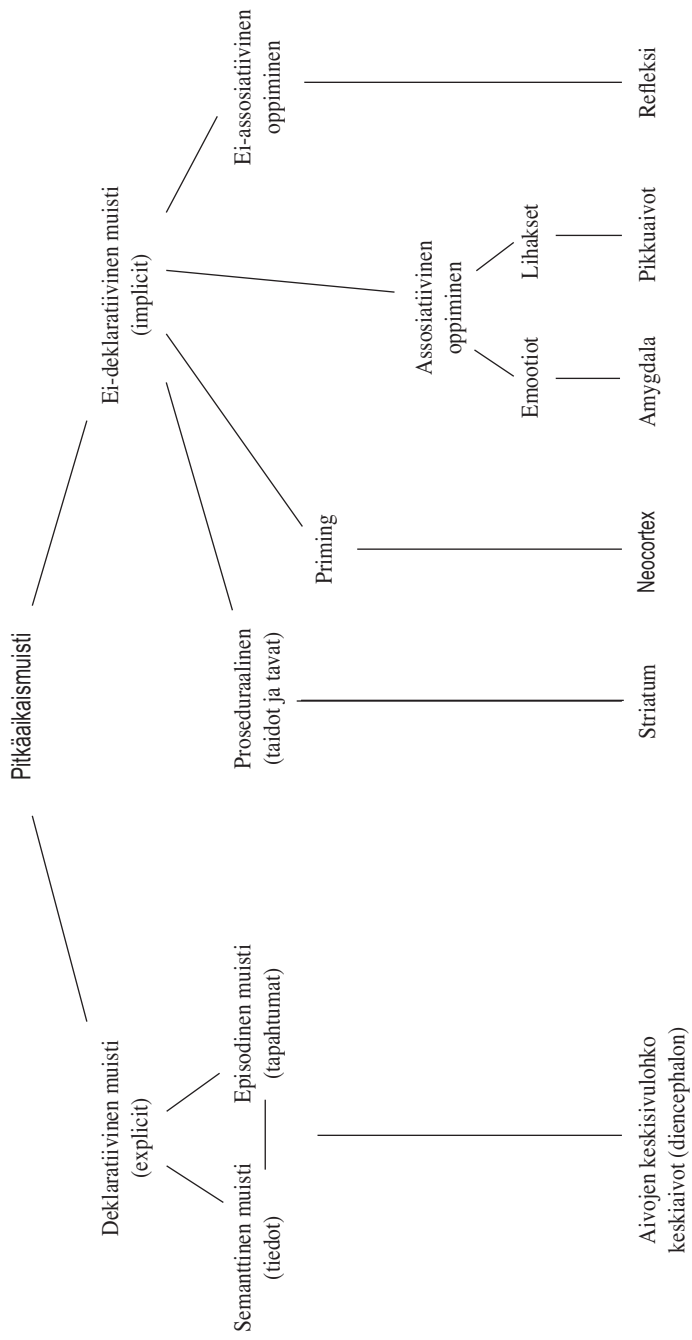 Pitkäaikaismuisti
Deklaratiivinen muisti
(explicit)
Ei-deklaratiivinen muisti
(implicit)
Semanttinen muisti
(tiedot)
Episodinen muisti
(tapahtumat)
Proseduraalinen
(taidot ja tavat)
Priming
Assosiatiivinen
oppiminen
Emootiot
Lihakset
Ei-assosiatiivinen
oppiminen
Aivojen keskisivulohko
keskiaivot (diencephalon)
Striatum
Neocortex
Amygdala
Pikkuaivot
Refleksi